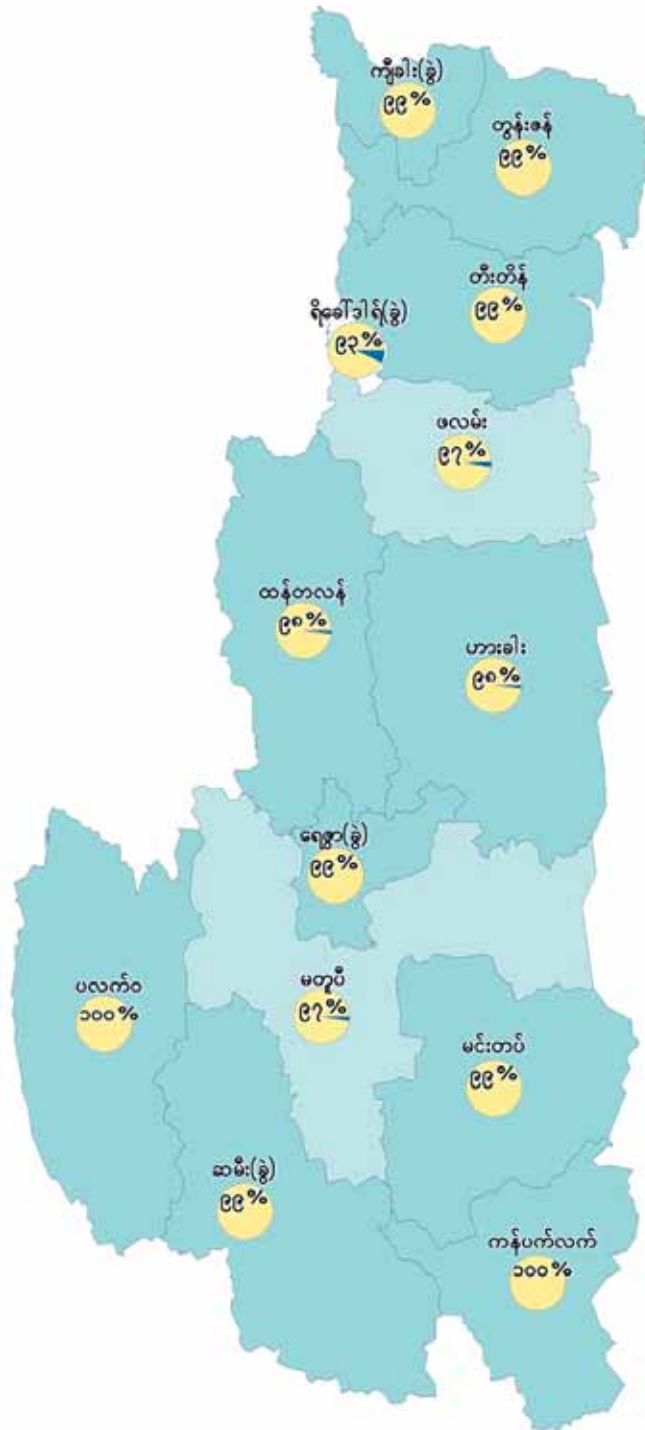 ကျီခါး(ခွဲ)
၉၉%
တွန်းဇန်
၉၉%
တီးတိန်
၉၉%
ရိခေါ်ဒါရ်(ခွဲ)
၉၃%
ဖလမ်း
၉၇%
ထန်တလန်
၉၈%
ဟားခါး
၉၈%
ရေဇွာ(ခွဲ)
၉၉%
ပလက်ဝ
၁၀၀%
မတူပီ
၉၇%
မင်းတပ်
၉၉%
ဆမီး(ခွဲ)
၉၉%
ကန်ပက်လက်
၁၀၀%